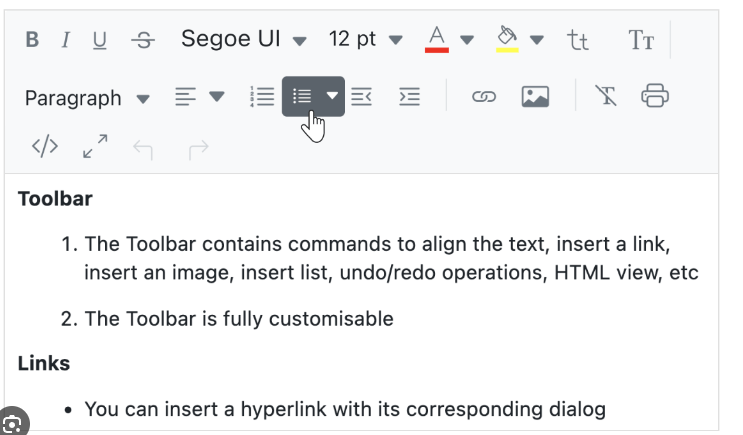 B I U S Segoe UI 12 pt A tt TT
Paragraph
</>
Toolbar
1. The Toolbar contains commands to align the text, insert a link,
insert an image, insert list, undo/redo operations, HTML view, etc
2. The Toolbar is fully customisable
Links
• You can insert a hyperlink with its corresponding dialog